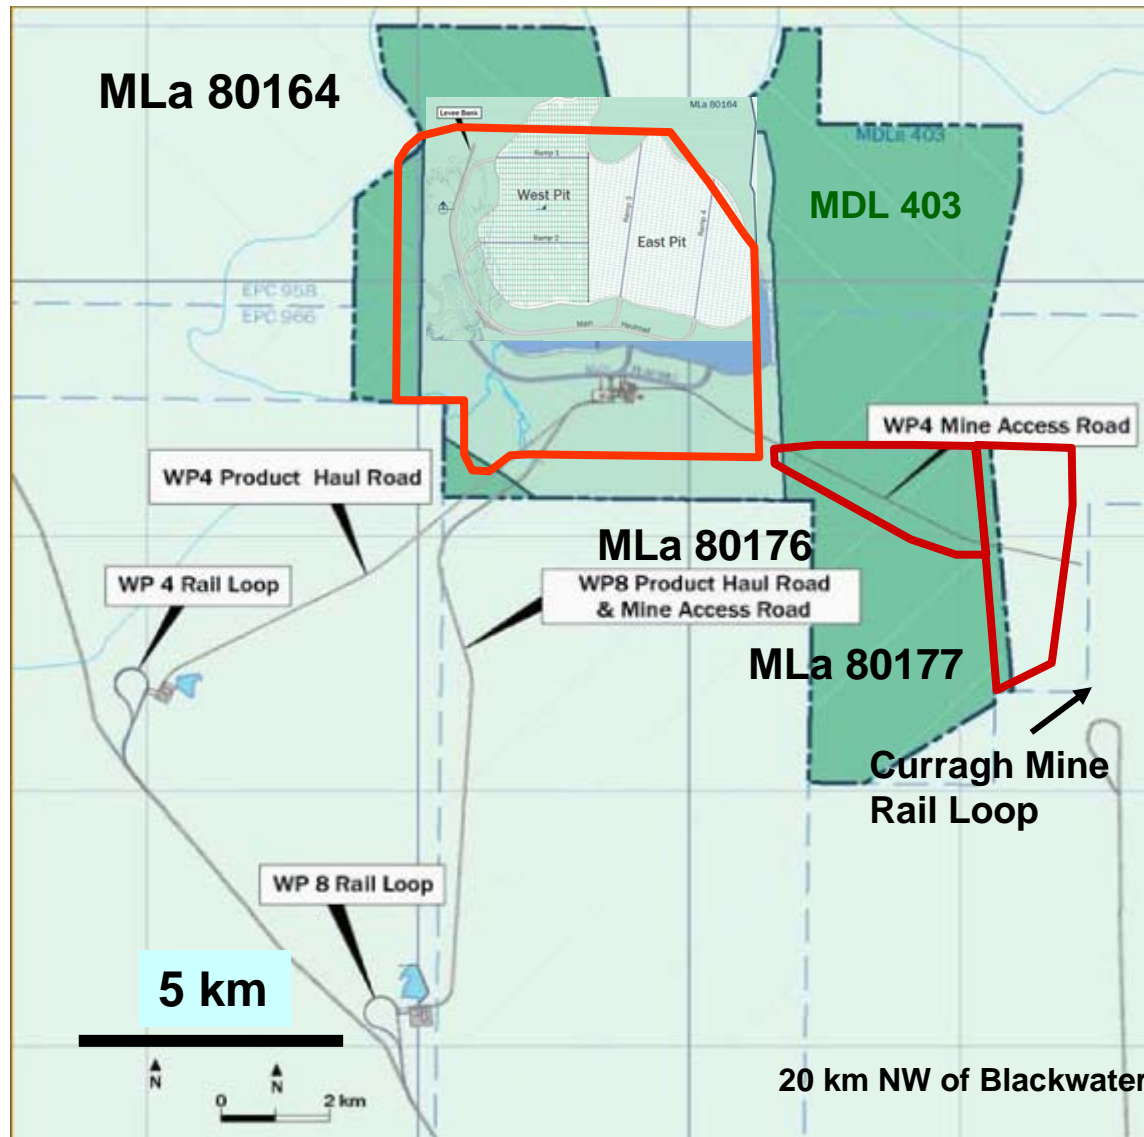 MLa 80164
MLa 80164
Levee Bank
MDLa 403
Ramp 1
West Pit
MDL 403
Ramp 3
Ramp 4
Ramp 2
East Pit
EPC 958
EPC 966
Main Haulroad
WP4 Mine Access Road
WP4 Product Haul Road
MLa 80176
WP 4 Rail Loop
WP8 Product Haul Road
& Mine Access Road
MLa 80177
Curragh Mine
Rail Loop
WP 8 Rail Loop
5 km
N
N
0
2 km
20 km NW of Blackwater